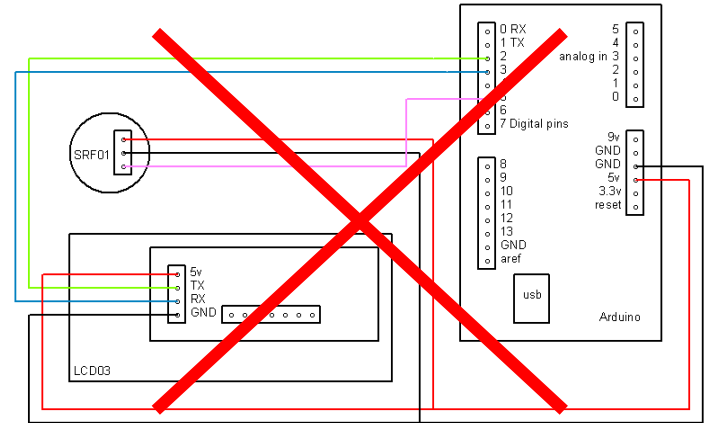 0 RX
1 TX
2
3
6
7 Digital pins
5
4
analog in 3
2
1
0
SRF01
9v
GND
GND
5v
3.3v
reset
8
9
10
11
12
13
GND
aref
5v
TX
RX
GND
usb
Arduino
LCD03